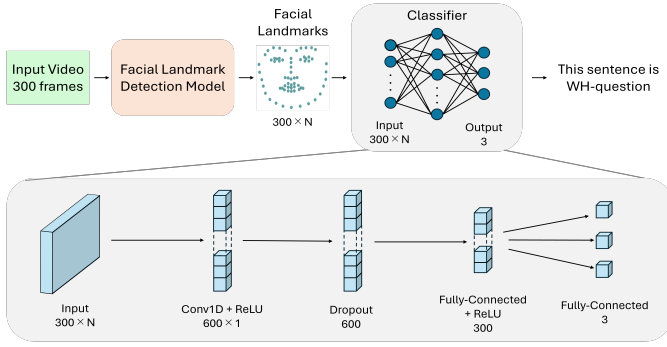 Input Video
300 frames
Facial Landmark
Detection Model
Facial
Landmarks
300 × N
Classifier
Input
300 × N
Output
3
This sentence is
WH-question
Input
300 × N
Conv1D + ReLU
600 × 1
Dropout
600
Fully-Connected
+ ReLU
300
Fully-Connected
3